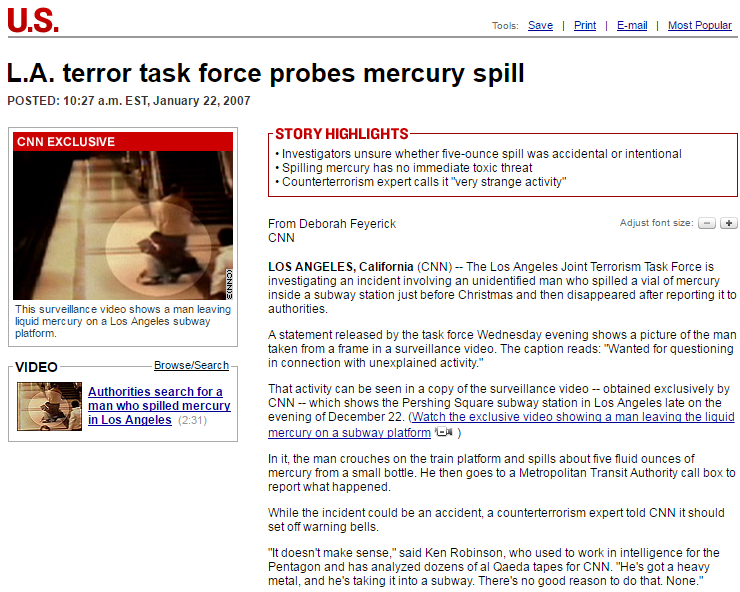 U.S.
Tools: Save | Print | E-mail | Most Popular
L.A. terror task force probes mercury spill
POSTED: 10:27 a.m. EST, January 22, 2007
CNN EXCLUSIVE
©CNN
This surveillance video shows a man leaving
liquid mercury on a Los Angeles subway
platform.
VIDEO
Browse/Search
Authorities search for a
man who spilled mercury
in Los Angeles (2:31)
STORY HIGHLIGHTS
• Investigators unsure whether five-ounce spill was accidental or intentional
• Spilling mercury has no immediate toxic threat
• Counterterrorism expert calls it "very strange activity"
From Deborah Feyerick
CNN
Adjust font size: − +
LOS ANGELES, California (CNN) -- The Los Angeles Joint Terrorism Task Force is
investigating an incident involving an unidentified man who spilled a vial of mercury
inside a subway station just before Christmas and then disappeared after reporting it to
authorities.
A statement released by the task force Wednesday evening shows a picture of the man
taken from a frame in a surveillance video. The caption reads: "Wanted for questioning
in connection with unexplained activity."
That activity can be seen in a copy of the surveillance video -- obtained exclusively by
CNN -- which shows the Pershing Square subway station in Los Angeles late on the
evening of December 22. (Watch the exclusive video showing a man leaving the liquid
mercury on a subway platform )
In it, the man crouches on the train platform and spills about five fluid ounces of
mercury from a small bottle. He then goes to a Metropolitan Transit Authority call box to
report what happened.
While the incident could be an accident, a counterterrorism expert told CNN it should
set off warning bells.
"It doesn't make sense," said Ken Robinson, who used to work in intelligence for the
Pentagon and has analyzed dozens of al Qaeda tapes for CNN. "He's got a heavy
metal, and he's taking it into a subway. There's no good reason to do that. None."